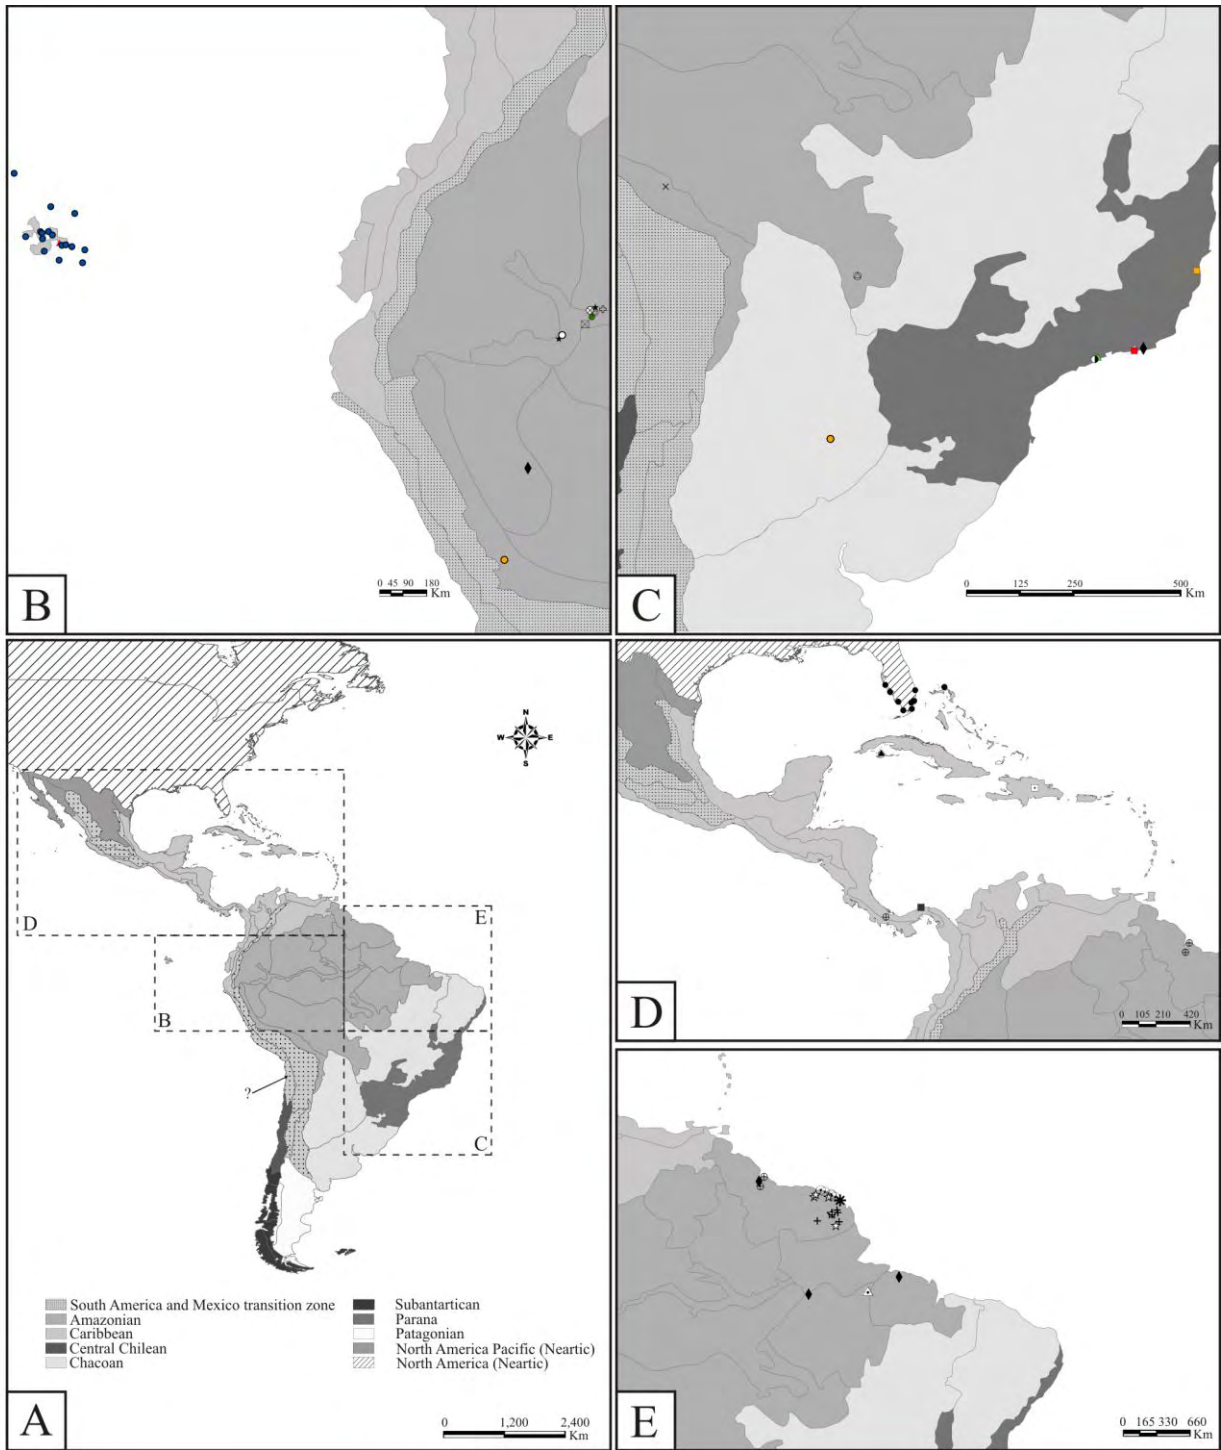 B
0 45 90 180
Km
C
0 125 250 500
Km
N
W E
S
D
E
B
?
C
South America and Mexico transition zone
Amazonian
Caribbean
Central Chilean
Chacoan
Subantartican
Parana
Patagonian
North America Pacific (Neartic)
North America (Neartic)
A
0 1,200 2,400
Km
D
0 105 210 420
Km
E
0 165 330 660
Km